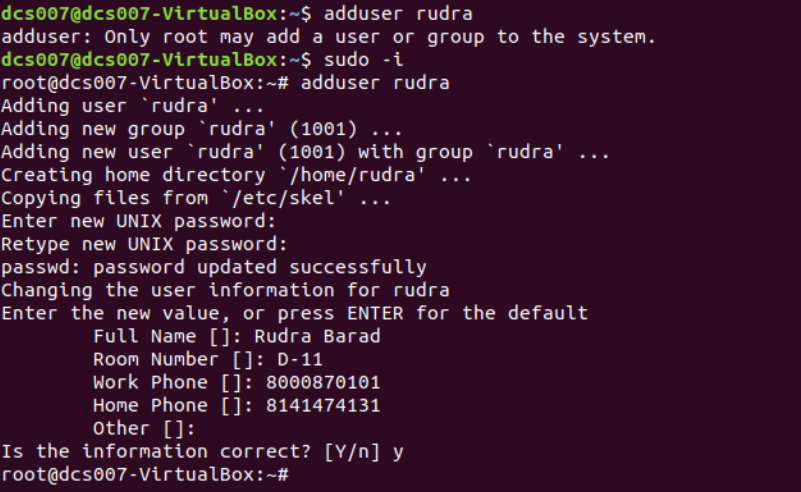 dcs007@dcs007-VirtualBox:~$ adduser rudra
adduser: Only root may add a user or group to the system.
dcs007@dcs007-VirtualBox:~$ sudo -i
root@dcs007-VirtualBox:~# adduser rudra
Adding user `rudra' ...
Adding new group `rudra' (1001) ...
Adding new user `rudra' (1001) with group `rudra' ...
Creating home directory `/home/rudra' ...
Copying files from `/etc/skel' ...
Enter new UNIX password:
Retype new UNIX password:
passwd: password updated successfully
Changing the user information for rudra
Enter the new value, or press ENTER for the default
        Full Name []: Rudra Barad
        Room Number []: D-11
        Work Phone []: 8000870101
        Home Phone []: 8141474131
        Other []:
Is the information correct? [Y/n] y
root@dcs007-VirtualBox:~#